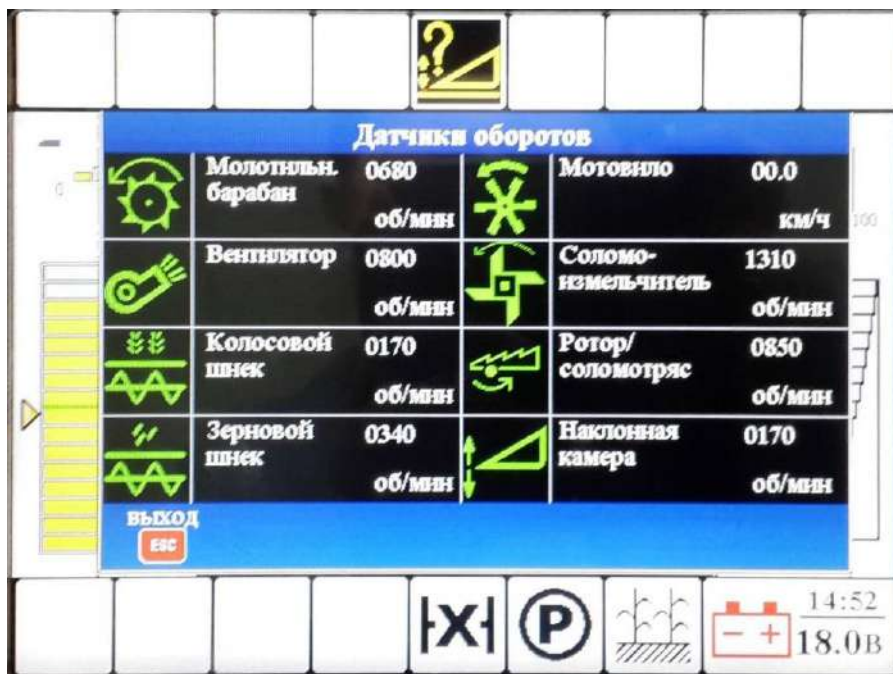 Датчики оборотов
Молотильн. барабан 0680 об/мин
Мотовило 00.0 км/ч
Вентилятор 0800 об/мин
Соломо-измельчитель 1310 об/мин
Колосовой шнек 0170 об/мин
Ротор/соломотряс 0850 об/мин
Зерновой шнек 0340 об/мин
Наклонная камера 0170 об/мин
ВЫХОД
ESC
0
100
P
14:52
18.0В